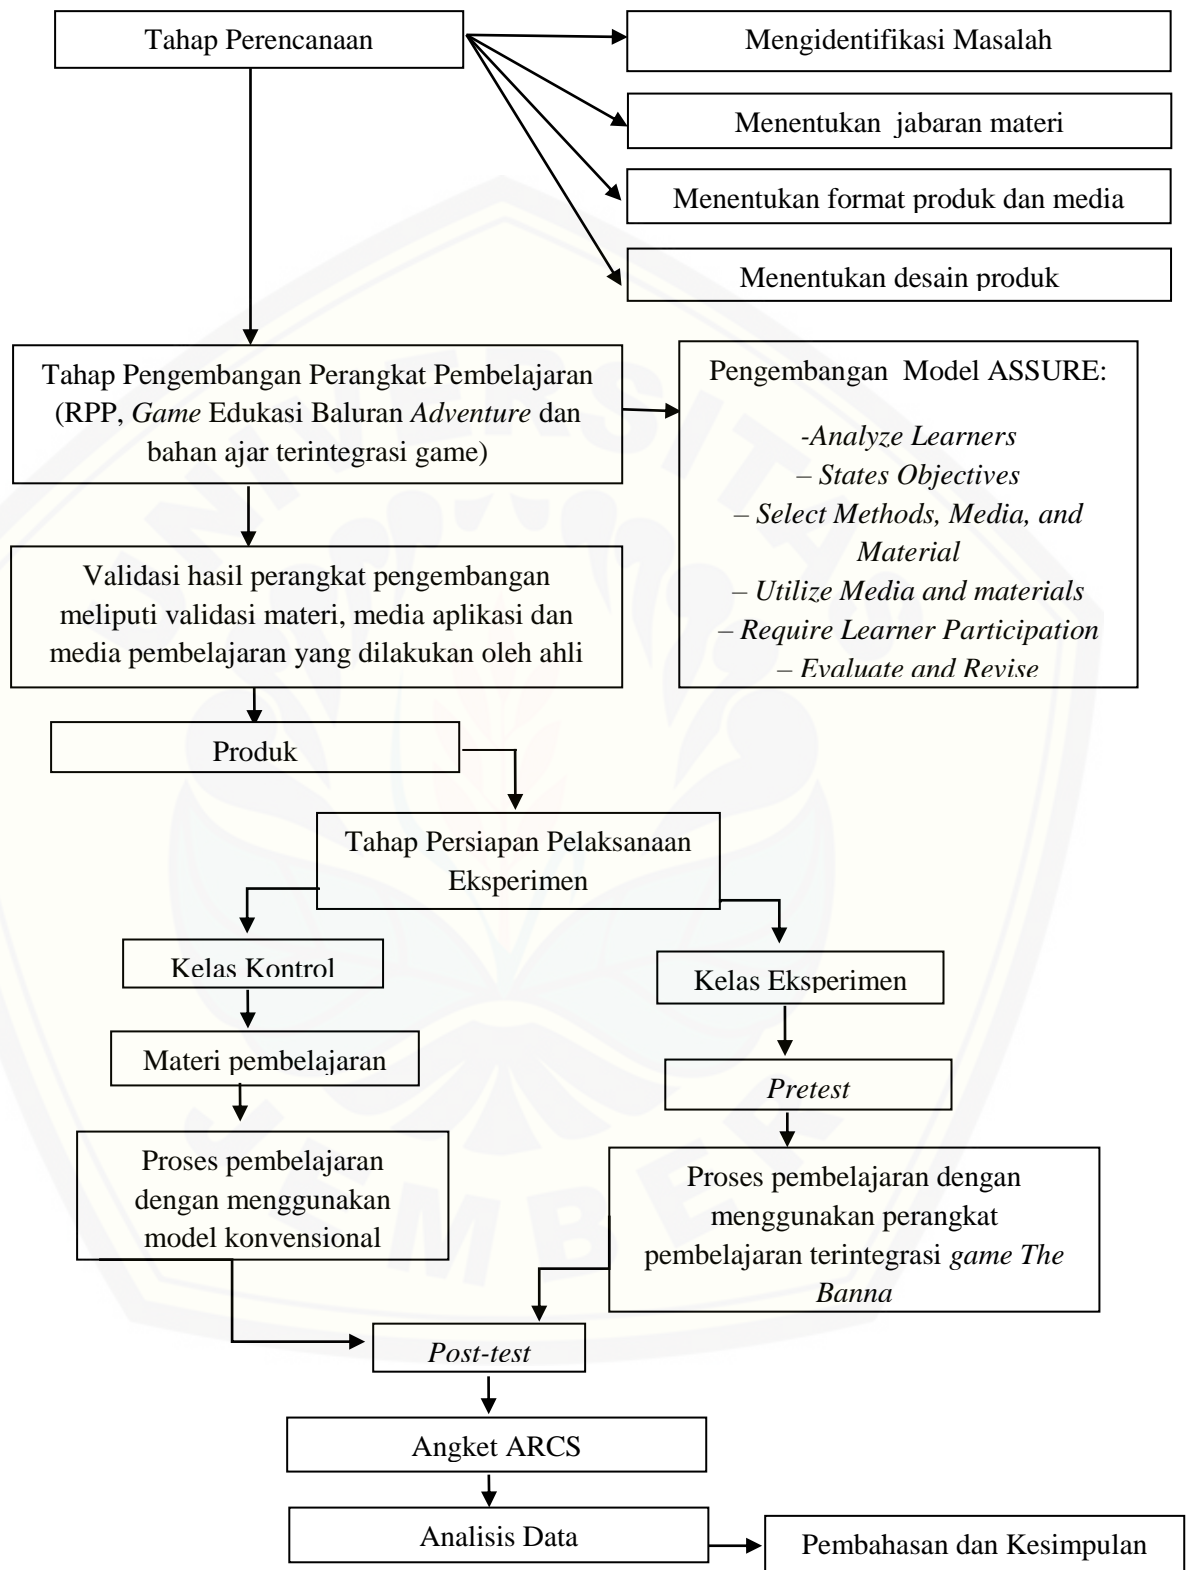 Tahap Perencanaan
Mengidentifikasi Masalah
Menentukan jabaran materi
Menentukan format produk dan media
Menentukan desain produk
Tahap Pengembangan Perangkat Pembelajaran
(RPP, Game Edukasi Baluran Adventure dan
bahan ajar terintegrasi game)
Pengembangan Model ASSURE:
-Analyze Learners
– States Objectives
– Select Methods, Media, and
Material
– Utilize Media and materials
– Require Learner Participation
– Evaluate and Revise
Validasi hasil perangkat pengembangan
meliputi validasi materi, media aplikasi dan
media pembelajaran yang dilakukan oleh ahli
Produk
Tahap Persiapan Pelaksanaan
Eksperimen
Kelas Kontrol
Kelas Eksperimen
Materi pembelajaran
Pretest
Proses pembelajaran
dengan menggunakan
model konvensional
Proses pembelajaran dengan
menggunakan perangkat
pembelajaran terintegrasi game The
Banna
Post-test
Angket ARCS
Analisis Data
Pembahasan dan Kesimpulan
UNIVERSITAS
JEMBER